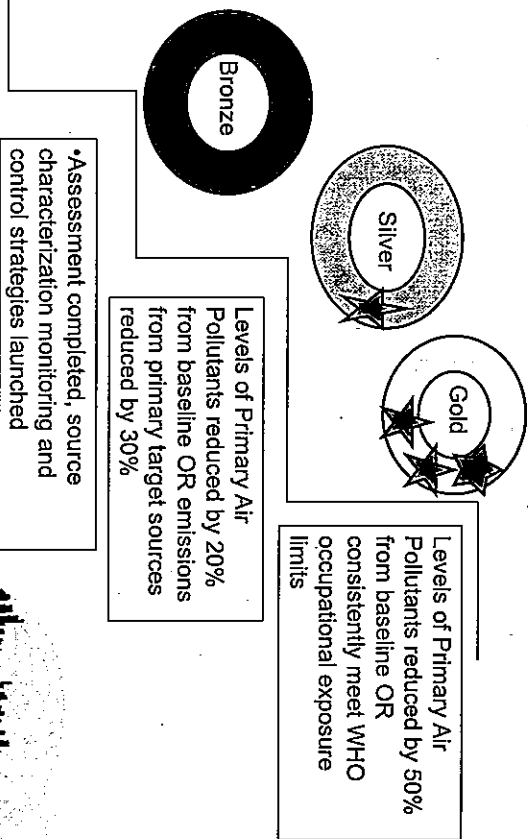 Bronze
Silver
Gold
•Assessment completed, source
characterization monitoring and
control strategies launched
Levels of Primary Air
Pollutants reduced by 20%
from baseline OR emissions
from primary target sources
reduced by 30%
Levels of Primary Air
Pollutants reduced by 50%
from baseline OR
consistently meet WHO
occupational exposure
limits